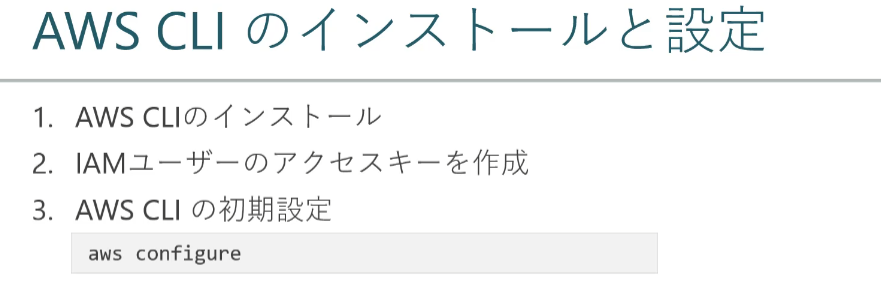 AWS CLI のインストールと設定
1. AWS CLIのインストール
2. IAMユーザーのアクセスキーを作成
3. AWS CLI の初期設定
aws configure